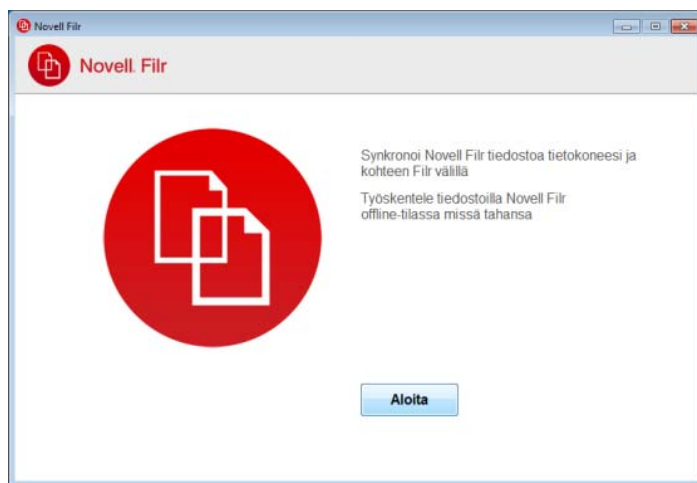 Novell Filr
Novell. Filr
Synkronoi Novell Filr tiedostoa tietokoneesi ja
kohteen Filr välillä
Työskentele tiedostoilla Novell Filr
offline-tilassa missä tahansa
Aloita